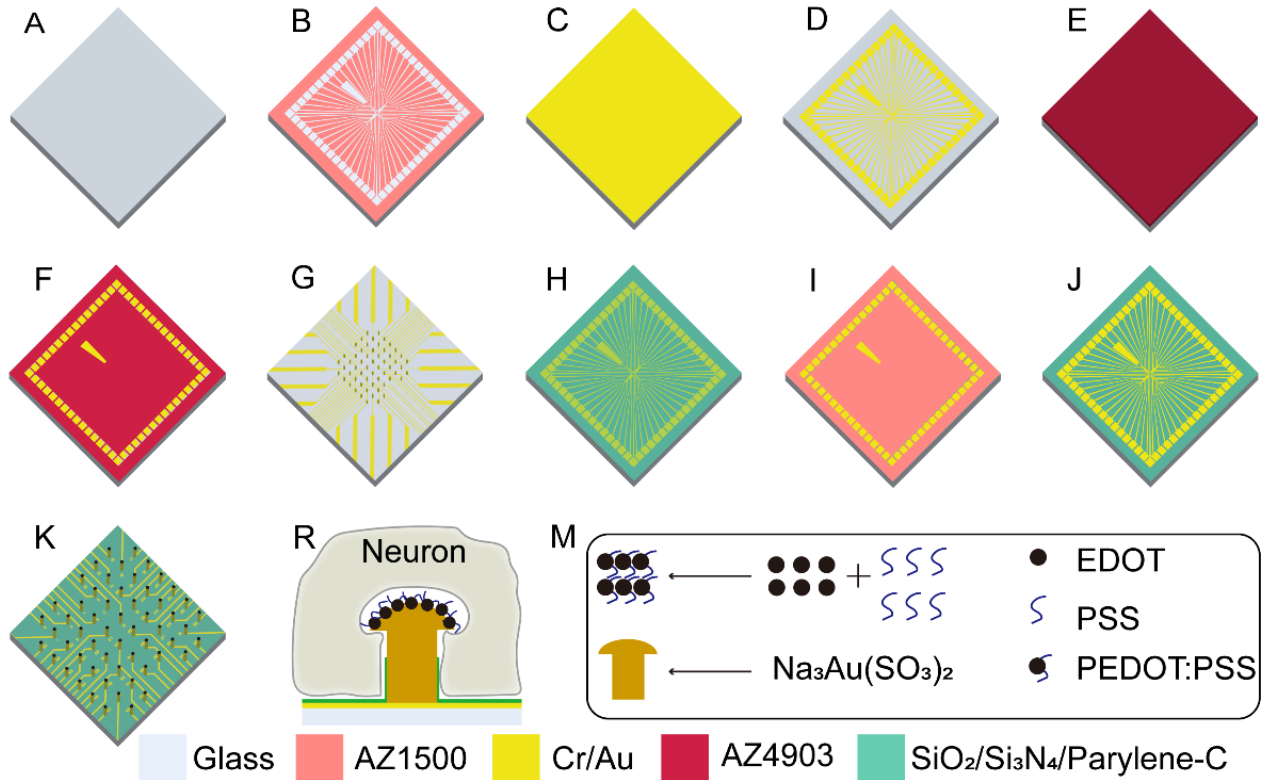 A
B
C
D
E
F
G
H
I
J
K
R
Neuron
M
EDOT
PSS
Na₃Au(SO₃)₂
PEDOT:PSS
Glass
AZ1500
Cr/Au
AZ4903
SiO₂/Si₃N₄/Parylene-C